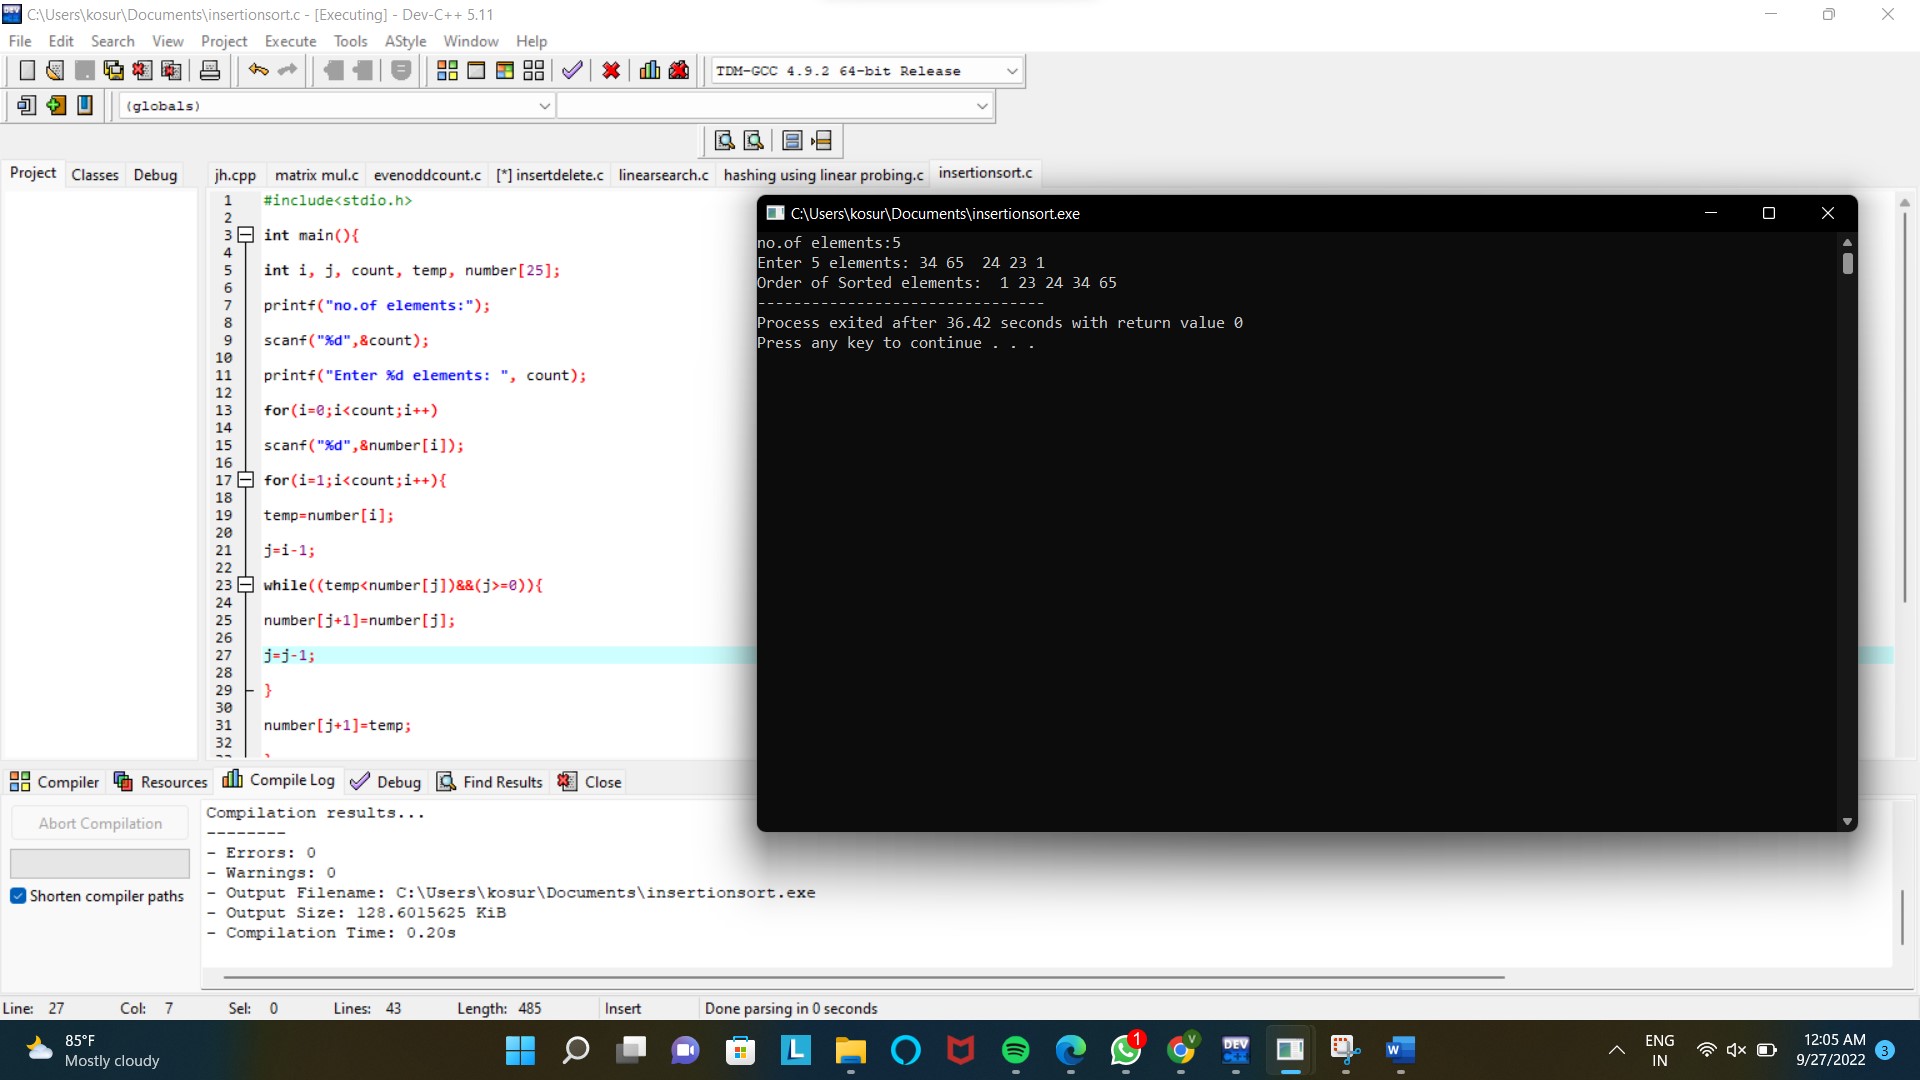 C:\Users\kosur\Documents\insertionsort.c - [Executing] - Dev-C++ 5.11
File Edit Search View Project Execute Tools AStyle Window Help
TDM-GCC 4.9.2 64-bit Release
(globals)
Project Classes Debug
jh.cpp matrix mul.c evenoddcount.c [*] insertdelete.c linearsearch.c hashing using linear probing.c insertionsort.c
1 #include<stdio.h>
2
3 int main(){
4
5 int i, j, count, temp, number[25];
6
7 printf("no.of elements:");
8
9 scanf("%d",&count);
10
11 printf("Enter %d elements: ", count);
12
13 for(i=0;i<count;i++)
14
15 scanf("%d",&number[i]);
16
17 for(i=1;i<count;i++){
18
19 temp=number[i];
20
21 j=i-1;
22
23 while((temp<number[j])&&(j>=0)){
24
25 number[j+1]=number[j];
26
27 j=j-1;
28
29 }
30
31 number[j+1]=temp;
32
C:\Users\kosur\Documents\insertionsort.exe
no.of elements:5
Enter 5 elements: 34 65  24 23 1
Order of Sorted elements:  1 23 24 34 65
--------------------------------
Process exited after 36.42 seconds with return value 0
Press any key to continue . . .
Compiler Resources Compile Log Debug Find Results Close
Abort Compilation
Shorten compiler paths
Compilation results...
--------
- Errors: 0
- Warnings: 0
- Output Filename: C:\Users\kosur\Documents\insertionsort.exe
- Output Size: 128.6015625 KiB
- Compilation Time: 0.20s
Line: 27 Col: 7 Sel: 0 Lines: 43 Length: 485 Insert Done parsing in 0 seconds
85°F
Mostly cloudy
L
1
V
DEV
C++
W
ENG
IN
12:05 AM
9/27/2022
3